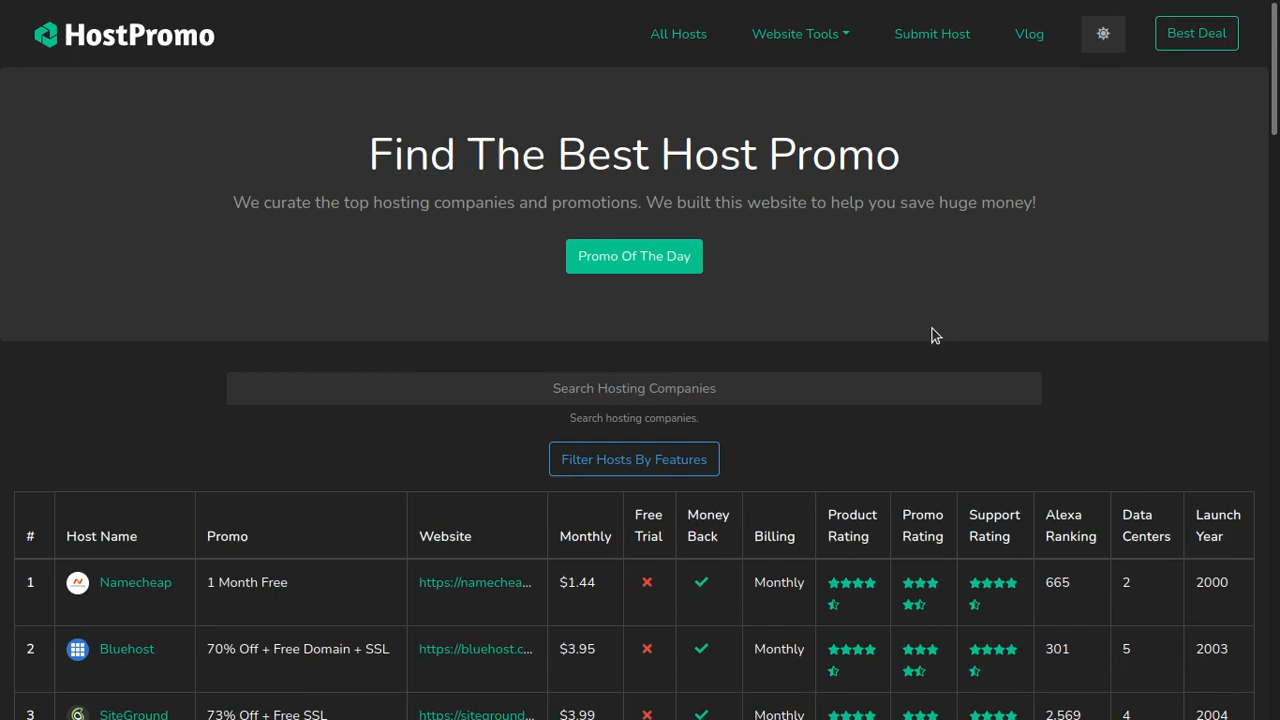 HostPromo
All Hosts Website Tools Submit Host Vlog Best Deal
Find The Best Host Promo
We curate the top hosting companies and promotions. We built this website to help you save huge money!
Promo Of The Day
Search Hosting Companies
Search hosting companies.
Filter Hosts By Features
# Host Name Promo Website Monthly Free Trial Money Back Billing Product Rating Promo Rating Support Rating Alexa Ranking Data Centers Launch Year
1 Namecheap 1 Month Free https://namechea... $1.44 Monthly 665 2 2000
2 Bluehost 70% Off + Free Domain + SSL https://bluehost.c... $3.95 Monthly 301 5 2003
3 SiteGround 73% Off + Free SSL https://siteground... $3.99 Monthly 2,569 4 2004